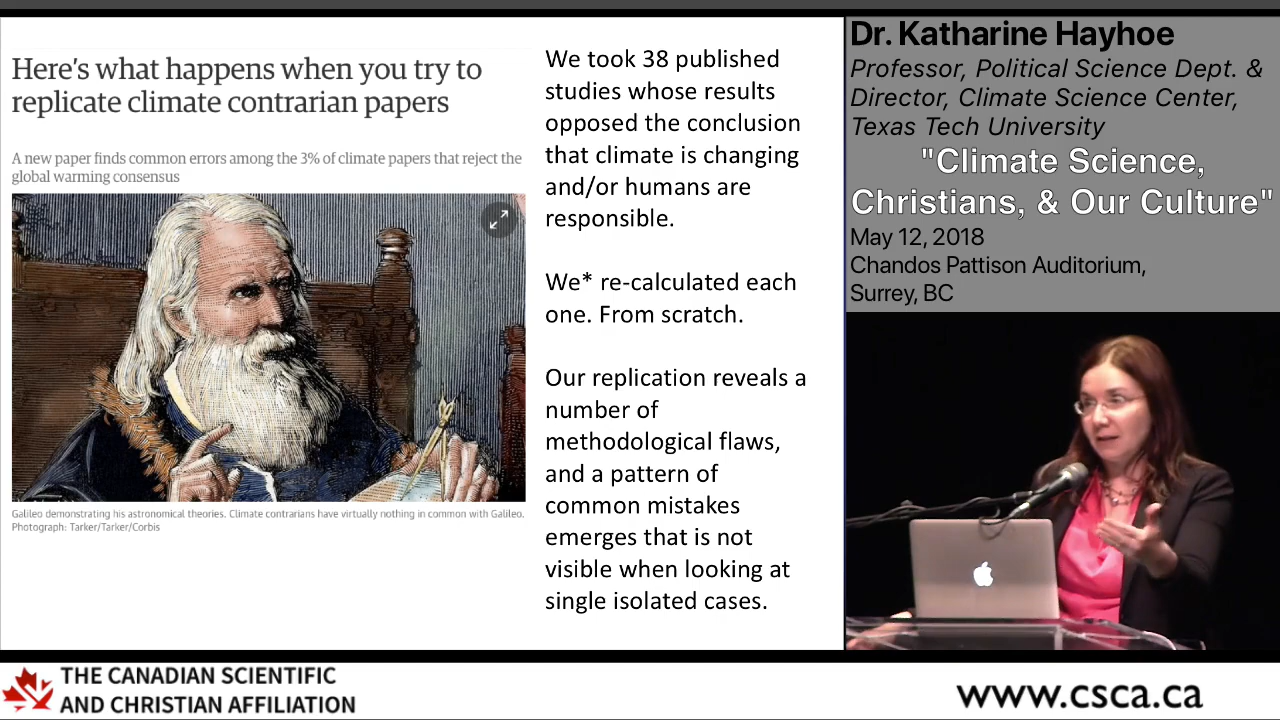 Here's what happens when you try to
replicate climate contrarian papers
A new paper finds common errors among the 3% of climate papers that reject the
global warming consensus
Galileo demonstrating his astronomical theories. Climate contrarians have virtually nothing in common with Galileo.
Photograph: Tarker/Tarker/Corbis
We took 38 published
studies whose results
opposed the conclusion
that climate is changing
and/or humans are
responsible.
We* re-calculated each
one. From scratch.
Our replication reveals a
number of
methodological flaws,
and a pattern of
common mistakes
emerges that is not
visible when looking at
single isolated cases.
Dr. Katharine Hayhoe
Professor, Political Science Dept. &
Director, Climate Science Center,
Texas Tech University
"Climate Science,
Christians, & Our Culture"
May 12, 2018
Chandos Pattison Auditorium,
Surrey, BC
THE CANADIAN SCIENTIFIC
AND CHRISTIAN AFFILIATION
www.csca.ca